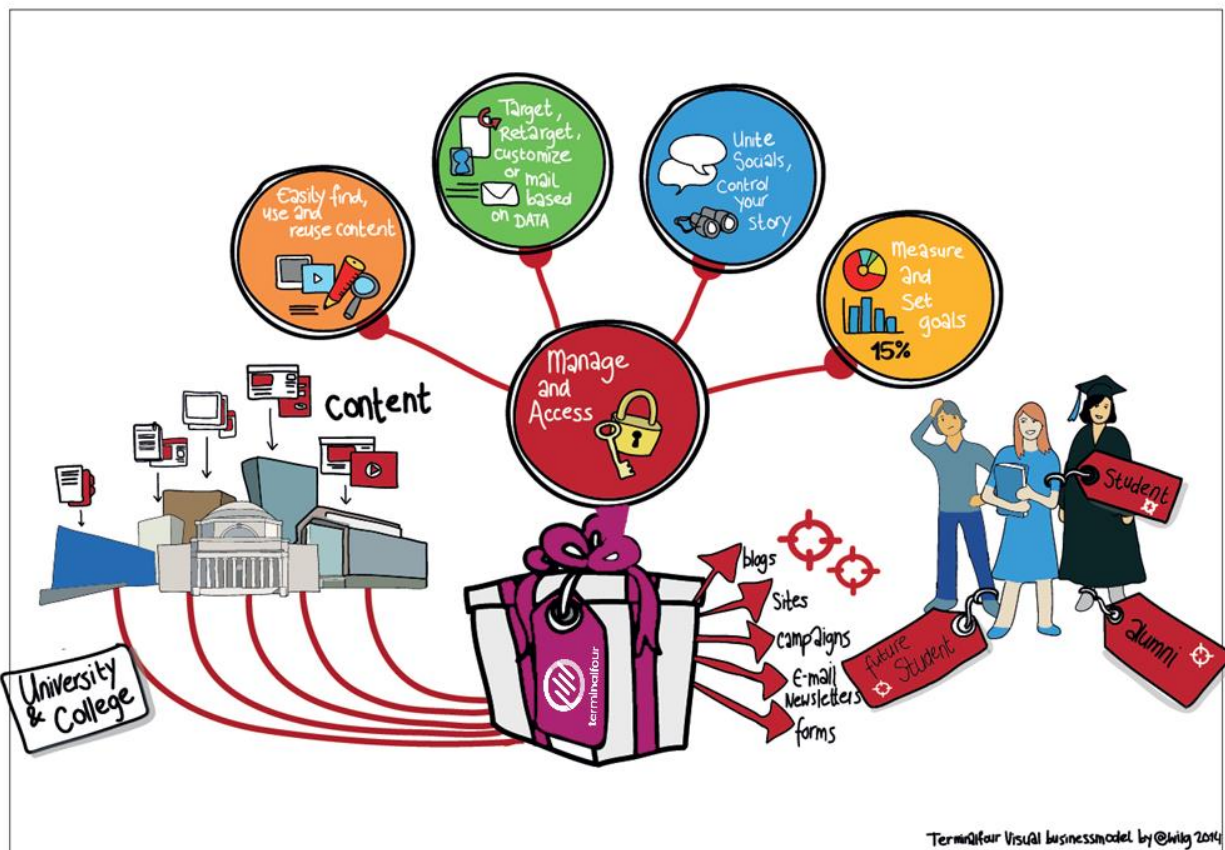 Easily find,
use and
reuse content
Target,
Retarget,
customize
or mail
based
on DATA
Unite
Socials,
Control
your
story
Measure
and
Set
goals
15%
Manage
and
Access
Content
University
& College
terminalfour
blogs
Sites
campaigns
E-mail
Newsletters
forms
Student
future
Student
alumni
Terminalfour Visual businessmodel by @wilg 2014